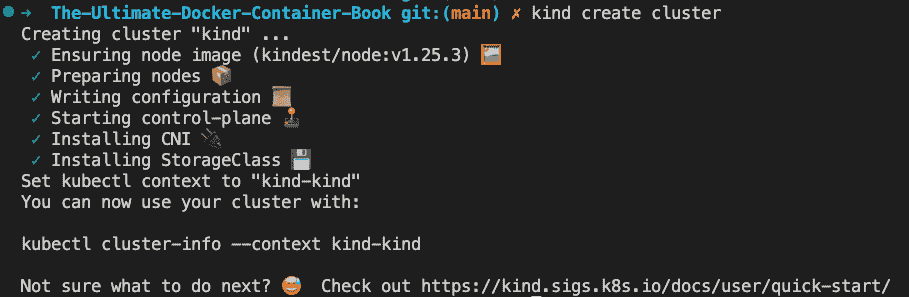 → The-Ultimate-Docker-Container-Book git:(main) ✗ kind create cluster
Creating cluster "kind" ...
✓ Ensuring node image (kindest/node:v1.25.3) 🖼
✓ Preparing nodes 📦
✓ Writing configuration 📜
✓ Starting control-plane 🕹️
✓ Installing CNI 🔌
✓ Installing StorageClass 💾
Set kubectl context to "kind-kind"
You can now use your cluster with:
kubectl cluster-info --context kind-kind
Not sure what to do next? 😅 Check out https://kind.sigs.k8s.io/docs/user/quick-start/